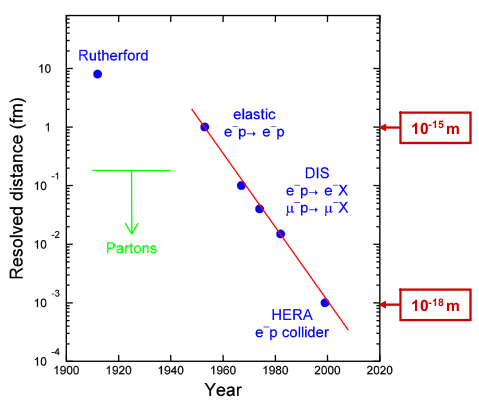 Rutherford
elastic
e⁻p→ e⁻p
DIS
e⁻p→ e⁻X
μ⁻p→ μ⁻X
Partons
HERA
e⁻p collider
10⁻¹⁵ m
10⁻¹⁸ m
Resolved distance (fm)
10
1
10⁻¹
10⁻²
10⁻³
10⁻⁴
1900 1920 1940 1960 1980 2000 2020
Year